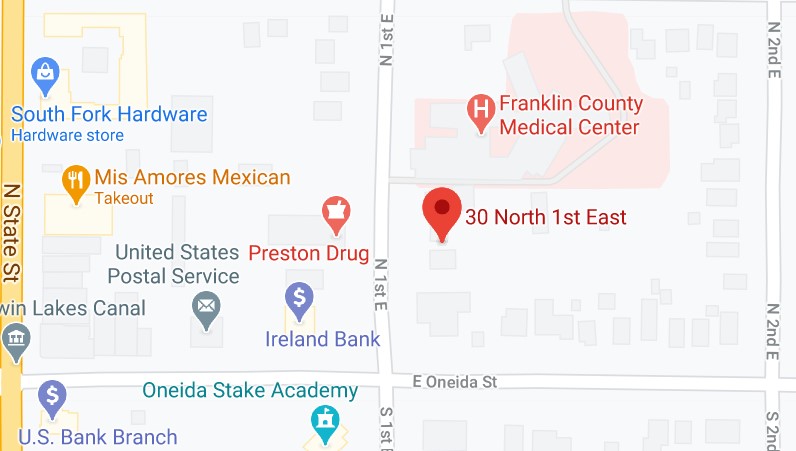 N 1st E
N 2nd E
South Fork Hardware
Hardware store
H
Franklin County
Medical Center
Mis Amores Mexican
Takeout
N State St
30 North 1st East
Preston Drug
United States
Postal Service
N 1st E
win Lakes Canal
$
Ireland Bank
N 2nd E
E Oneida St
Oneida Stake Academy
$
U.S. Bank Branch
S 1st E
S 2nd